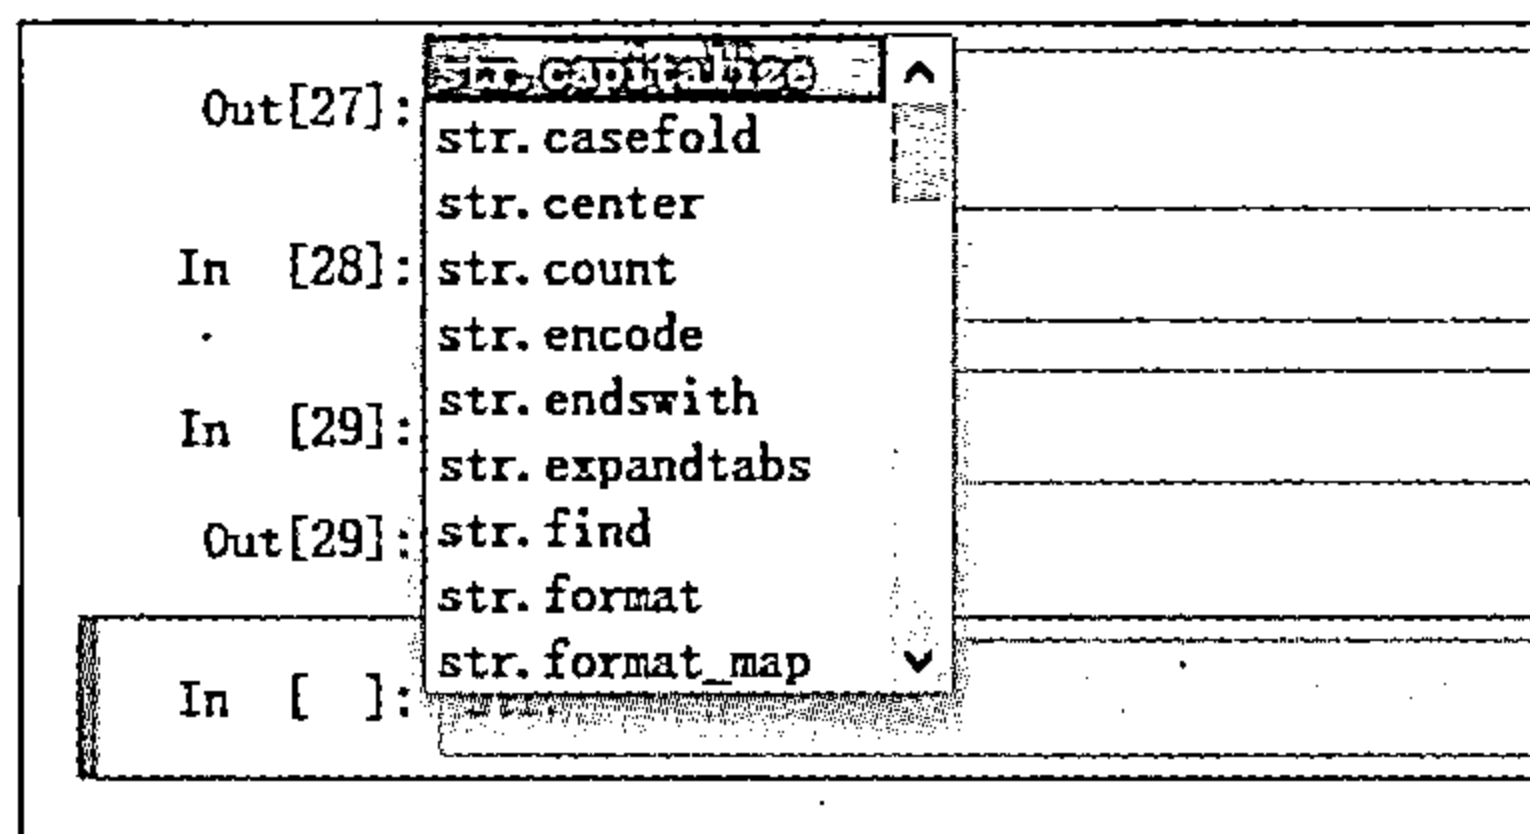 str.capitalize
Out[27]:
str.casefold
str.center
In [28]: str.count
str.encode
str.endswith
In [29]:
str.expandtabs
Out[29]: str.find
str.format
str.format_map
In [ ]: